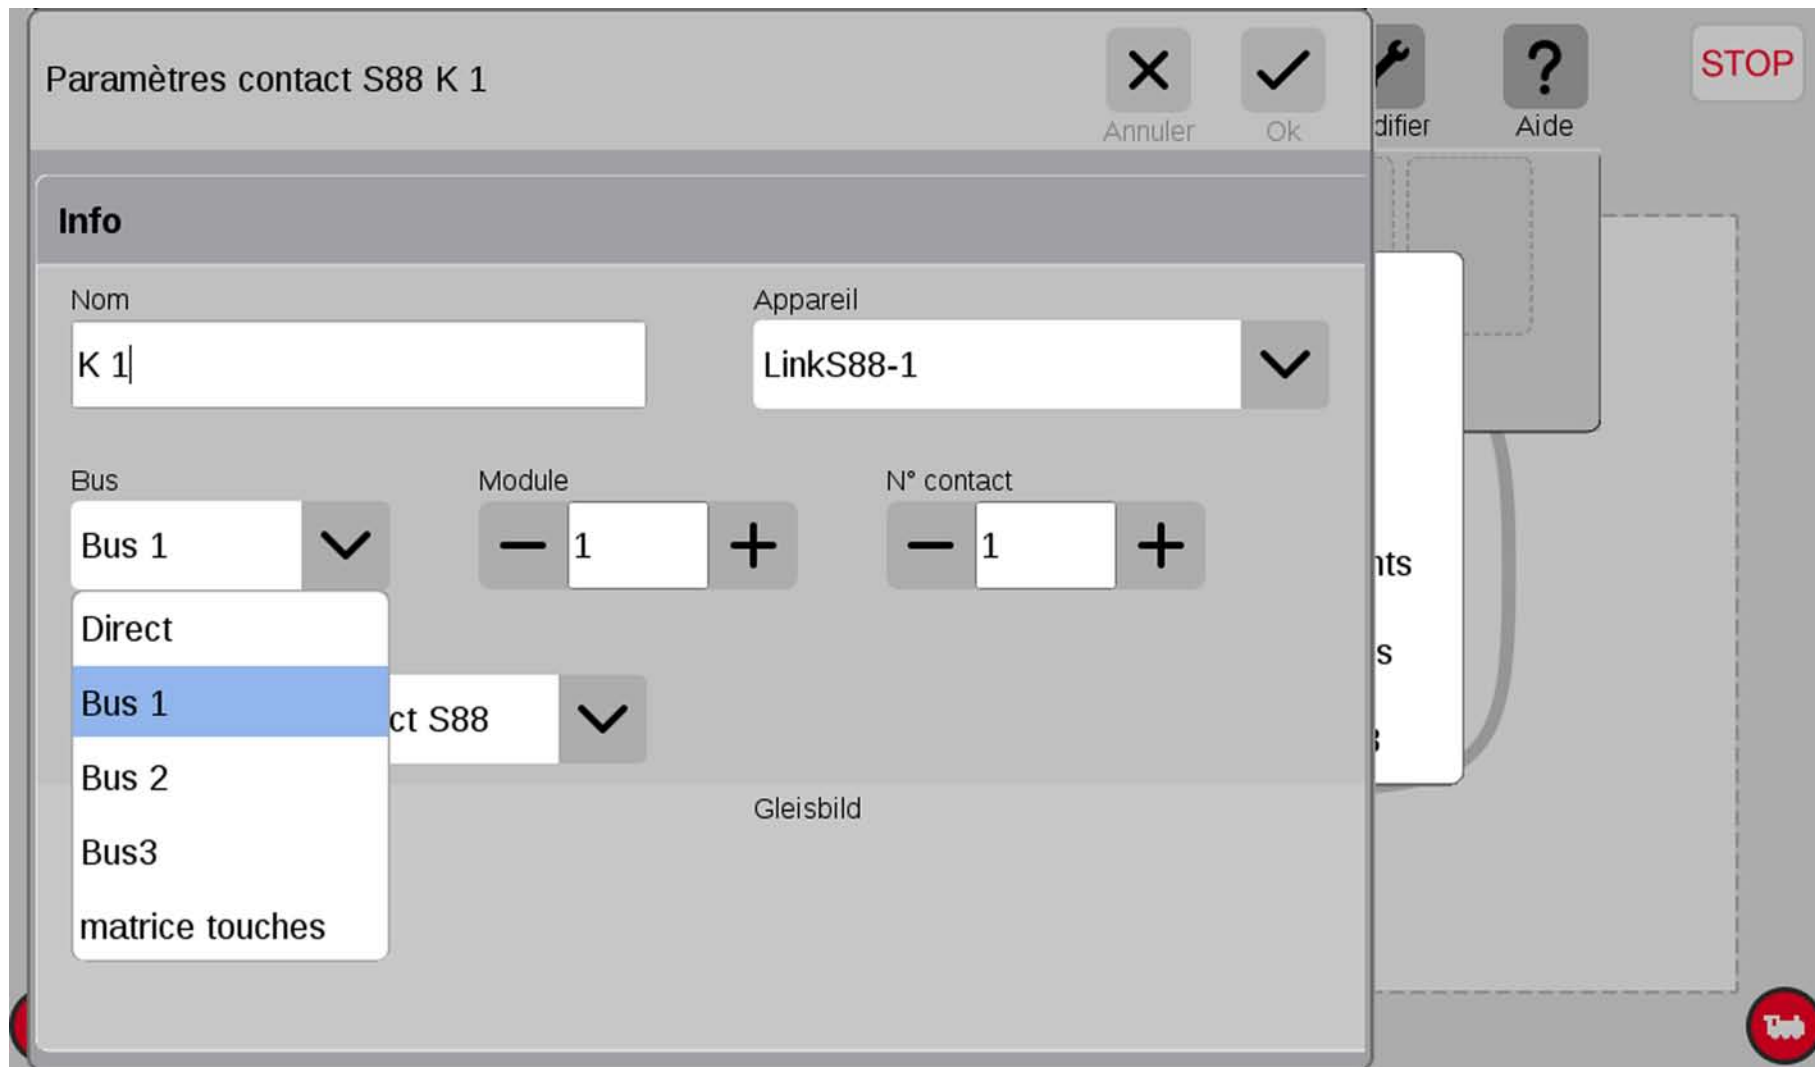 Paramètres contact S88 K 1
Annuler
Ok
difier
Aide
STOP
Info
Nom
Appareil
K 1
LinkS88-1
Bus
Module
N° contact
Bus 1
1
1
Direct
Bus 1
ct S88
Bus 2
Gleisbild
Bus3
matrice touches
nts
s